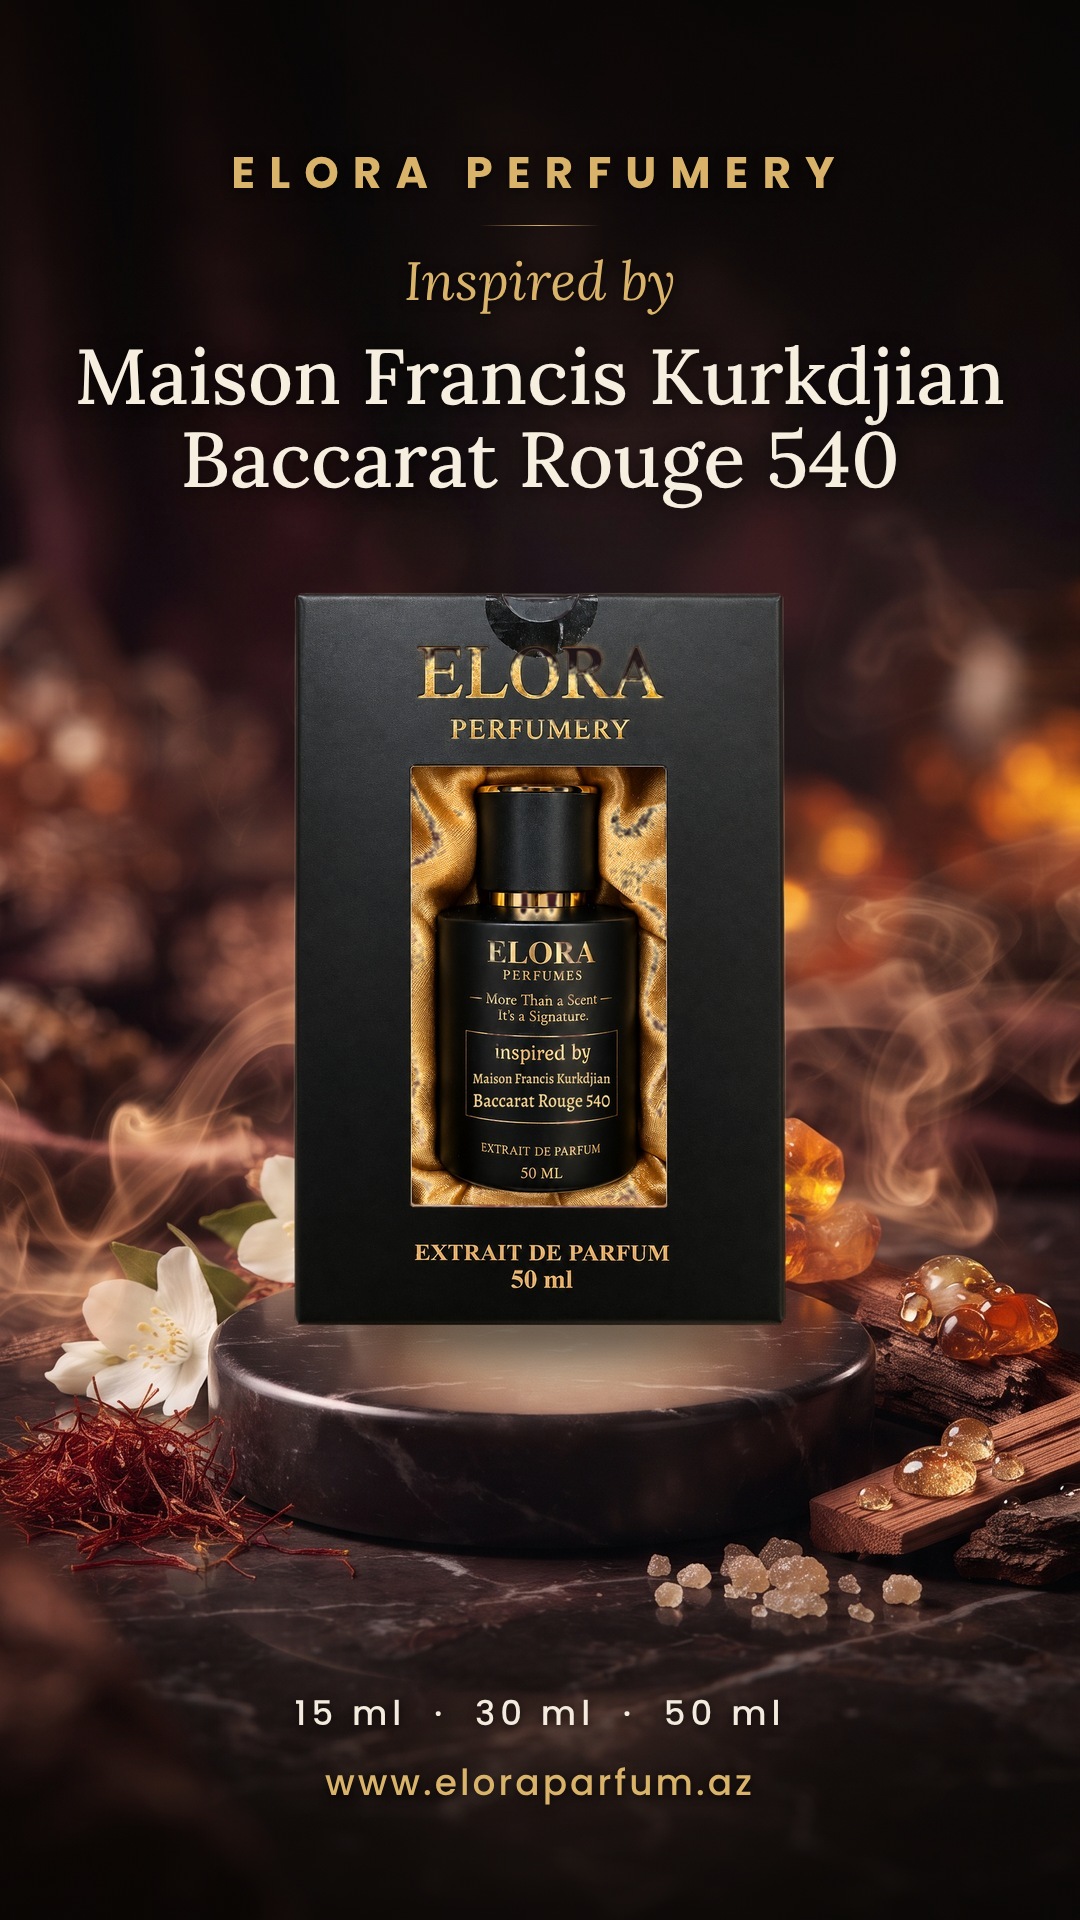 ELORA PERFUMERY
Inspired by
Maison Francis Kurkdjian
Baccarat Rouge 540
ELORA
PERFUMERY
ELORA
PERFUMES
More Than a Scent
It's a Signature.
inspired by
Maison Francis Kurkdjian
Baccarat Rouge 540
EXTRAIT DE PARFUM
50 ML
EXTRAIT DE PARFUM
50 ml
15 ml · 30 ml · 50 ml
www.eloraparfum.az